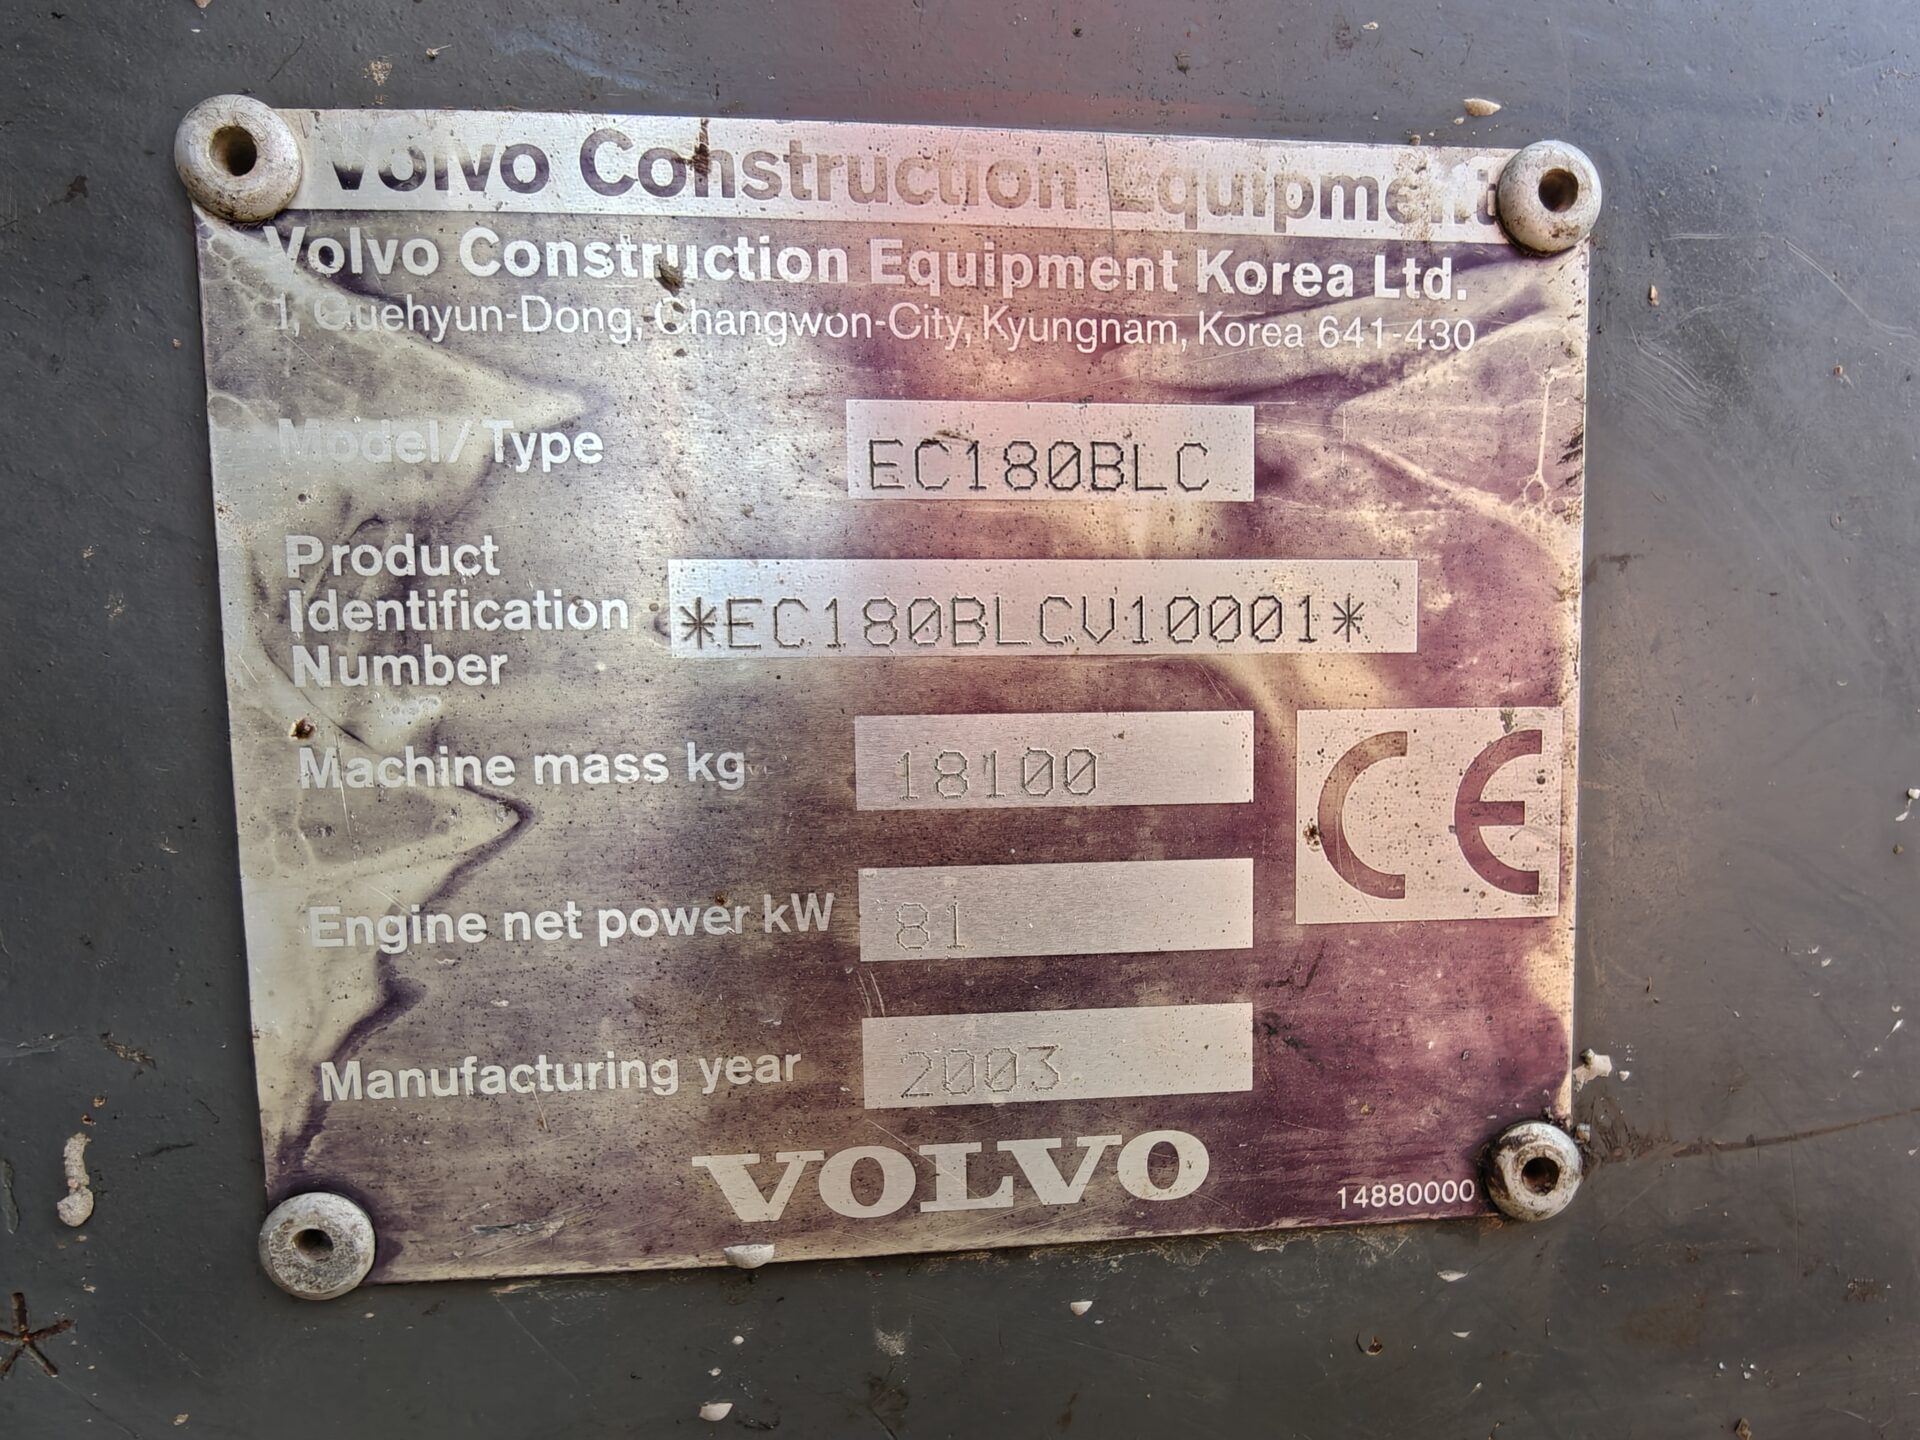 Volvo Construction Equipment
Volvo Construction Equipment Korea Ltd.
1, Guehyun-Dong, Changwon-City, Kyungnam, Korea 641-430
Model/Type EC180BLC
Product
Identification
Number *EC180BLCV10001*
Machine mass kg 18100
CE
Engine net power kW 81
Manufacturing year 2003
VOLVO
14880000